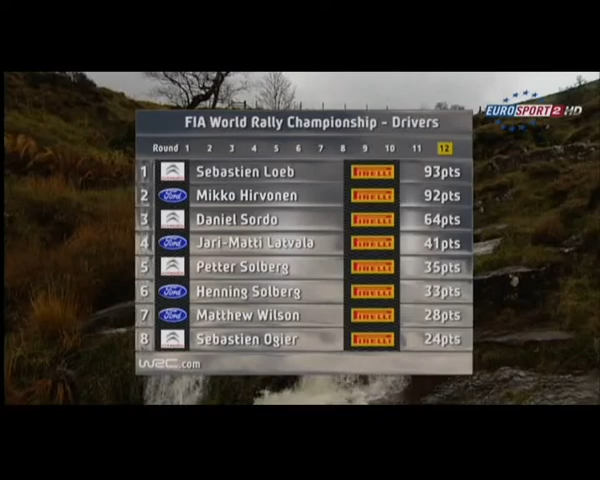 EUROSPORT 2 HD
FIA World Rally Championship - Drivers
Round 1 2 3 4 5 6 7 8 9 10 11 12
1 Sebastien Loeb PIRELLI 93pts
2 Ford Mikko Hirvonen PIRELLI 92pts
3 Daniel Sordo PIRELLI 64pts
4 Ford Jari-Matti Latvala PIRELLI 41pts
5 Petter Solberg PIRELLI 35pts
6 Ford Henning Solberg PIRELLI 33pts
7 Ford Matthew Wilson PIRELLI 28pts
8 Sebastien Ogier PIRELLI 24pts
WRC.com